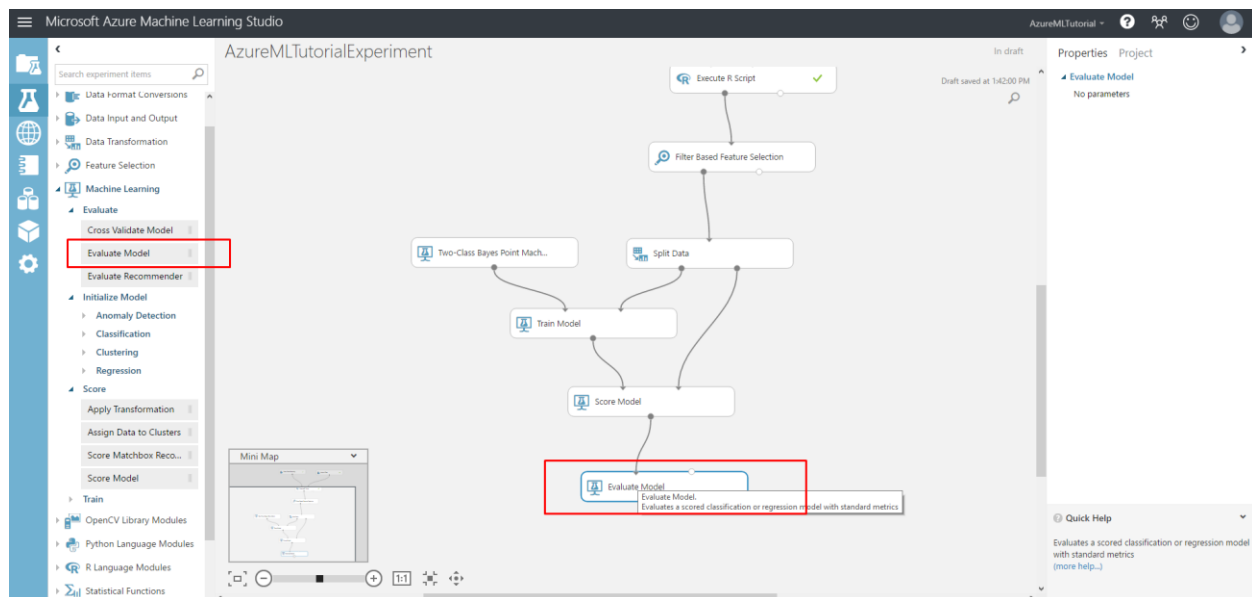 Microsoft Azure Machine Learning Studio
AzureMLTutorial
?
Search experiment items
Data Format Conversions
Data Input and Output
Data Transformation
Feature Selection
Machine Learning
Evaluate
Cross Validate Model
Evaluate Model
Evaluate Recommender
Initialize Model
Anomaly Detection
Classification
Clustering
Regression
Score
Apply Transformation
Assign Data to Clusters
Score Matchbox Reco...
Score Model
Train
OpenCV Library Modules
Python Language Modules
R Language Modules
Statistical Functions
AzureMLTutorialExperiment
In draft
Draft saved at 1:42:00 PM
Execute R Script
Filter Based Feature Selection
Two-Class Bayes Point Mach...
Split Data
Train Model
Score Model
Evaluate Model
Evaluate Model.
Evaluates a scored classification or regression model with standard metrics
Mini Map
1:1
Properties Project
Evaluate Model
No parameters
Quick Help
Evaluates a scored classification or regression model
with standard metrics
(more help...)